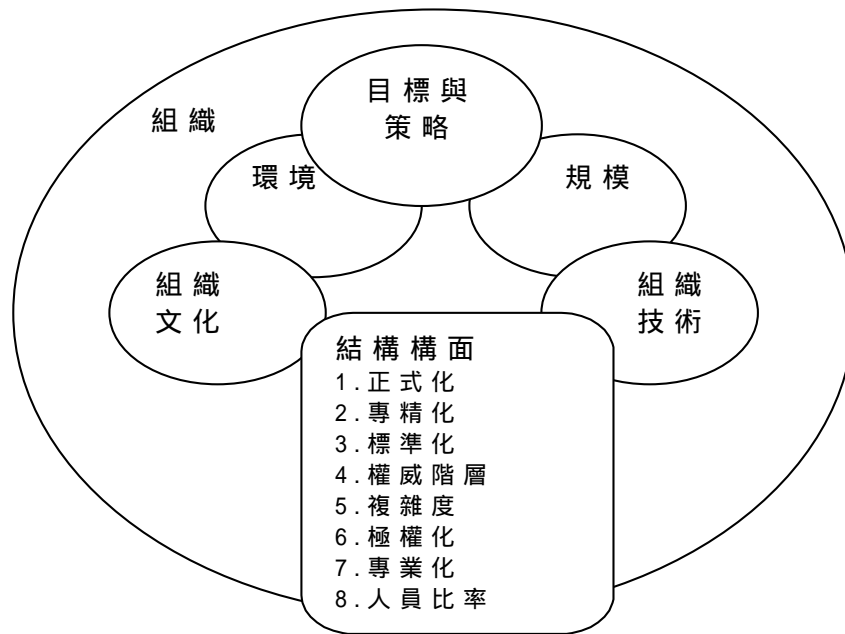 目標與
策略
組織
環境
規模
組織
文化
組織
技術
結構構面
1.正式化
2.專精化
3.標準化
4.權威階層
5.複雜度
6.極權化
7.專業化
8.人員比率